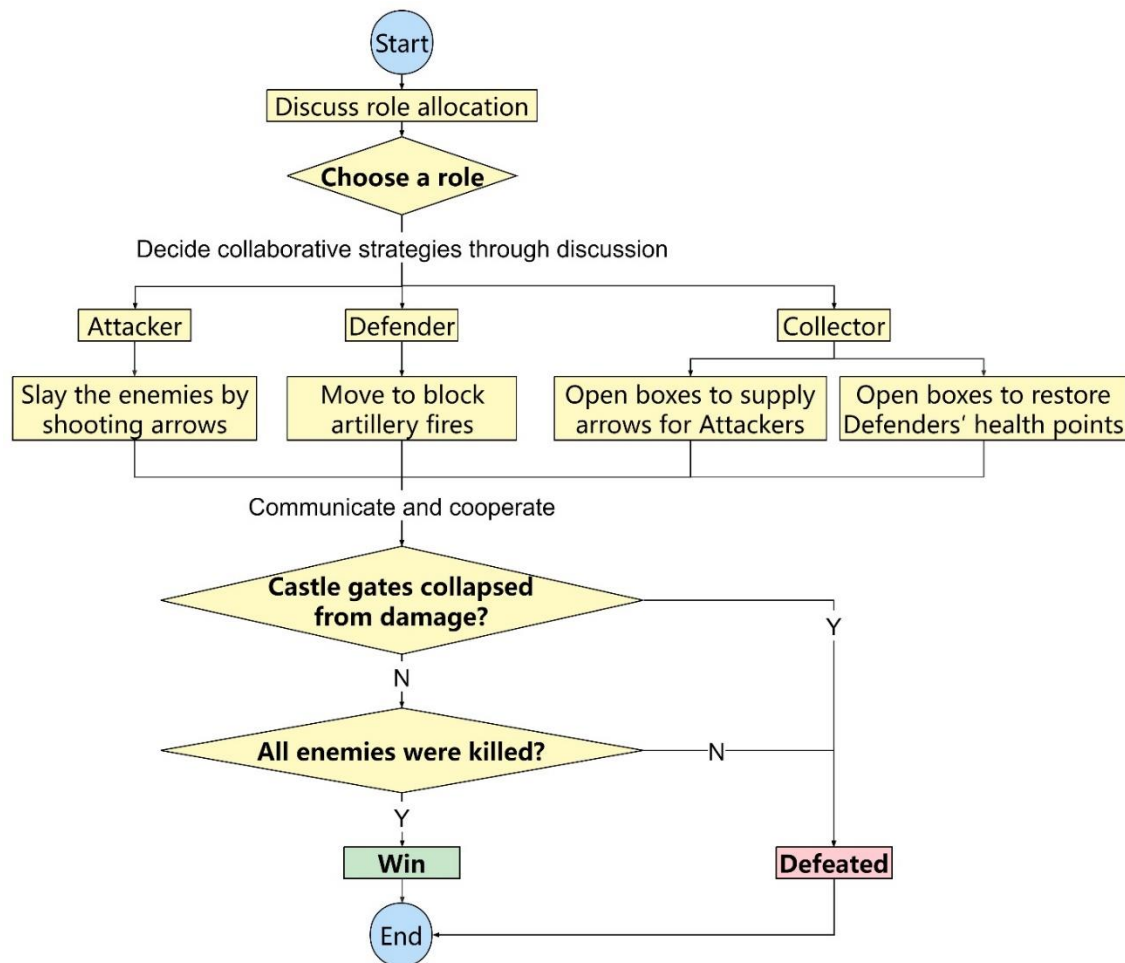 Start
Discuss role allocation
Choose a role
Decide collaborative strategies through discussion
Attacker
Defender
Collector
Slay the enemies by
shooting arrows
Move to block
artillery fires
Open boxes to supply
arrows for Attackers
Open boxes to restore
Defenders’ health points
Communicate and cooperate
Castle gates collapsed
from damage?
Y
N
All enemies were killed?
N
Y
Win
Defeated
End